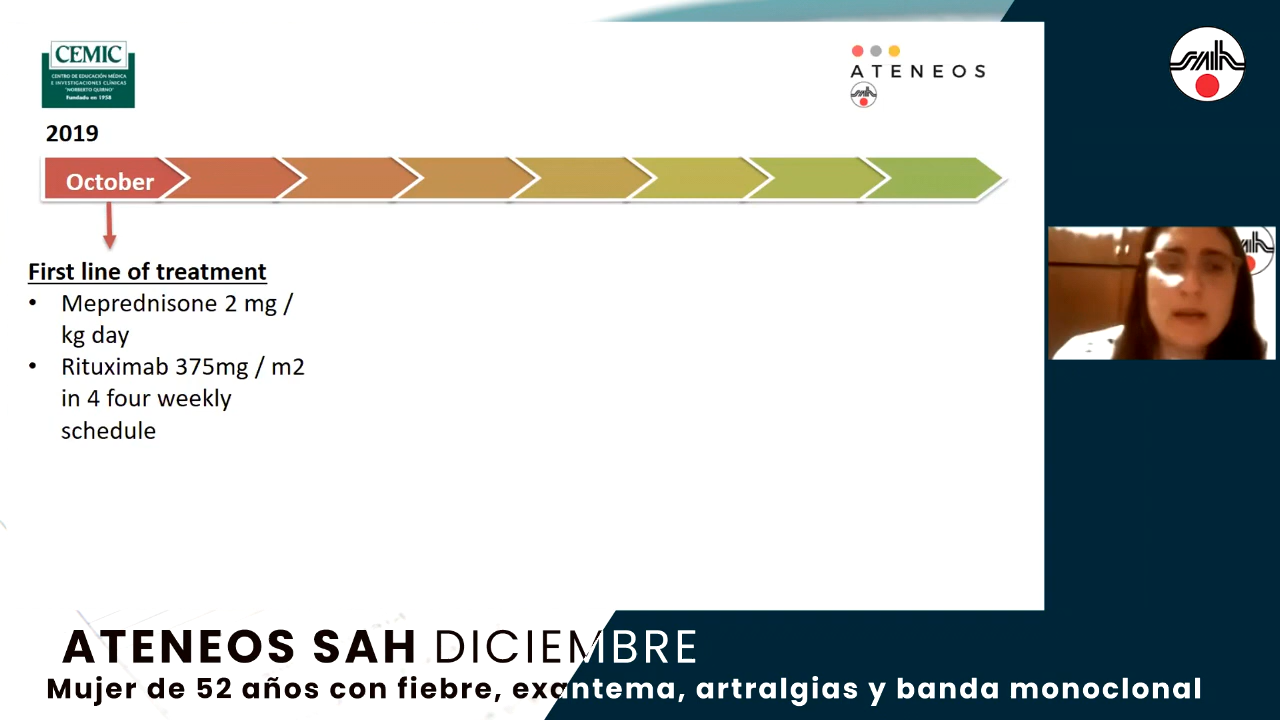 CEMIC
CENTRO DE EDUCACIÓN MÉDICA
E INVESTIGACIONES CLÍNICAS
"NORBERTO QUIRNO"
Fundado en 1958
ATENEOS
2019
October
First line of treatment
• Meprednisone 2 mg /
kg day
• Rituximab 375mg / m2
in 4 four weekly
schedule
ATENEOS SAH DICIEMBRE
Mujer de 52 años con fiebre, exantema, artralgias y banda monoclonal